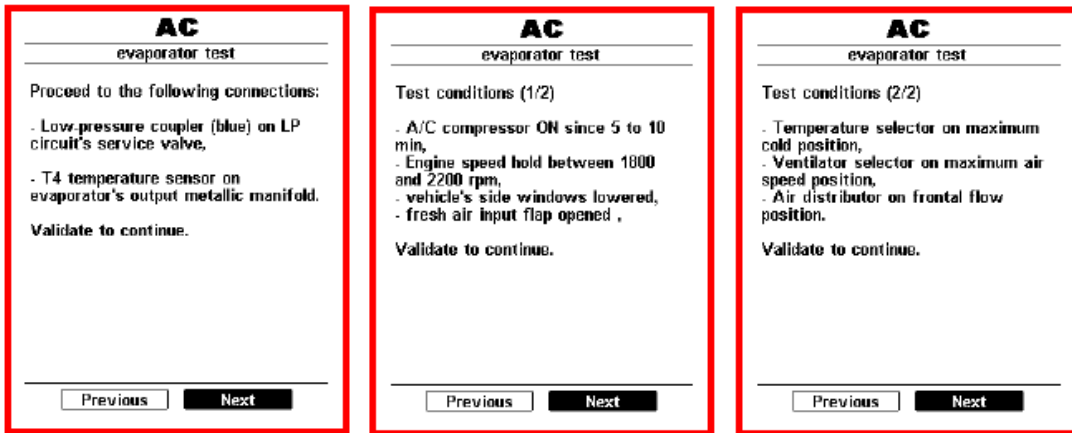 AC
evaporator test
Proceed to the following connections:
- Low-pressure coupler (blue) on LP
circuit's service valve,
- T4 temperature sensor on
evaporator's output metallic manifold.
Validate to continue.
Previous
Next
AC
evaporator test
Test conditions (1/2)
- A/C compressor ON since 5 to 10
min,
- Engine speed hold between 1800
and 2200 rpm,
- vehicle's side windows lowered,
- fresh air input flap opened ,
Validate to continue.
Previous
Next
AC
evaporator test
Test conditions (2/2)
- Temperature selector on maximum
cold position,
- Ventilator selector on maximum air
speed position,
- Air distributor on frontal flow
position.
Validate to continue.
Previous
Next